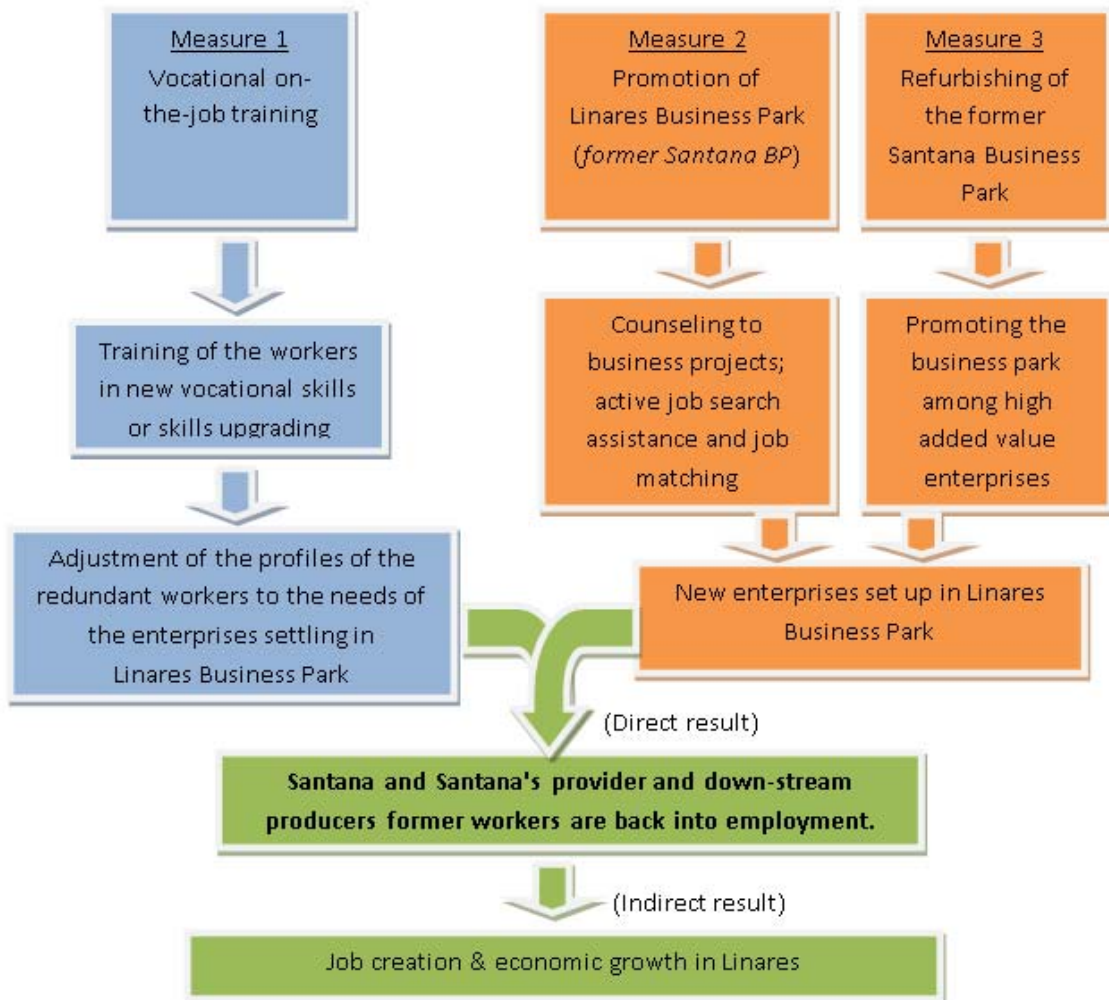 Measure 1
Vocational on-
the-job training
Measure 2
Promotion of
Linares Business Park
(former Santana BP)
Measure 3
Refurbishing of
the former
Santana Business
Park
Training of the workers
in new vocational skills
or skills upgrading
Counseling to
business projects;
active job search
assistance and job
matching
Promoting the
business park
among high
added value
enterprises
Adjustment of the profiles of the
redundant workers to the needs of
the enterprises settling in
Linares Business Park
New enterprises set up in Linares
Business Park
(Direct result)
Santana and Santana's provider and down-stream
producers former workers are back into employment.
(Indirect result)
Job creation & economic growth in Linares